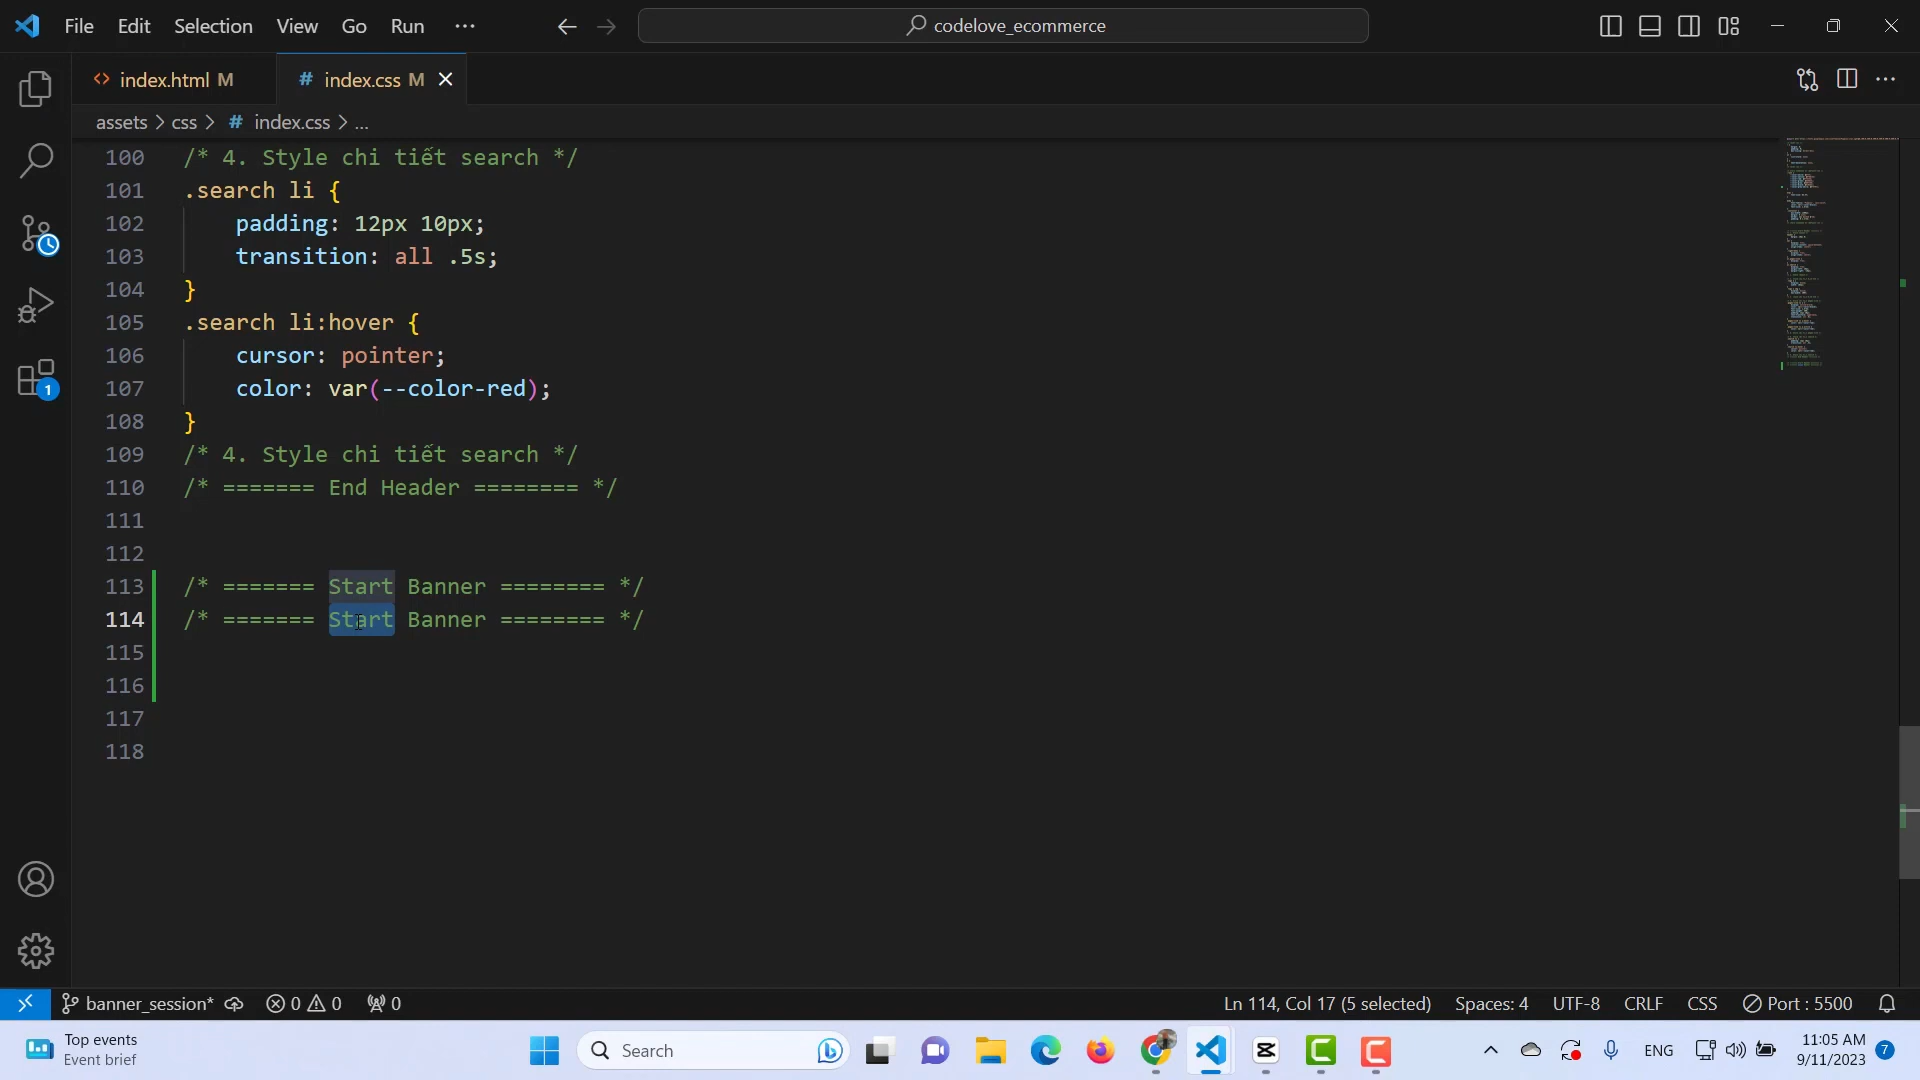 File Edit Selection View Go Run ···
codelove_ecommerce
index.html M
# index.css M
assets > css > # index.css > ...
100 /* 4. Style chi tiết search */
101 .search li {
102 padding: 12px 10px;
103 transition: all .5s;
104 }
105 .search li:hover {
106 cursor: pointer;
107 color: var(--color-red);
108 }
109 /* 4. Style chi tiết search */
110 /* ======= End Header ======== */
111
112
113 /* ======= Start Banner ======== */
114 /* ======= Start Banner ======== */
115
116
117
118
1
banner_session* 0 0 0
Ln 114, Col 17 (5 selected) Spaces: 4 UTF-8 CRLF CSS Port : 5500
Top events
Event brief
Search
ENG
11:05 AM
9/11/2023
7